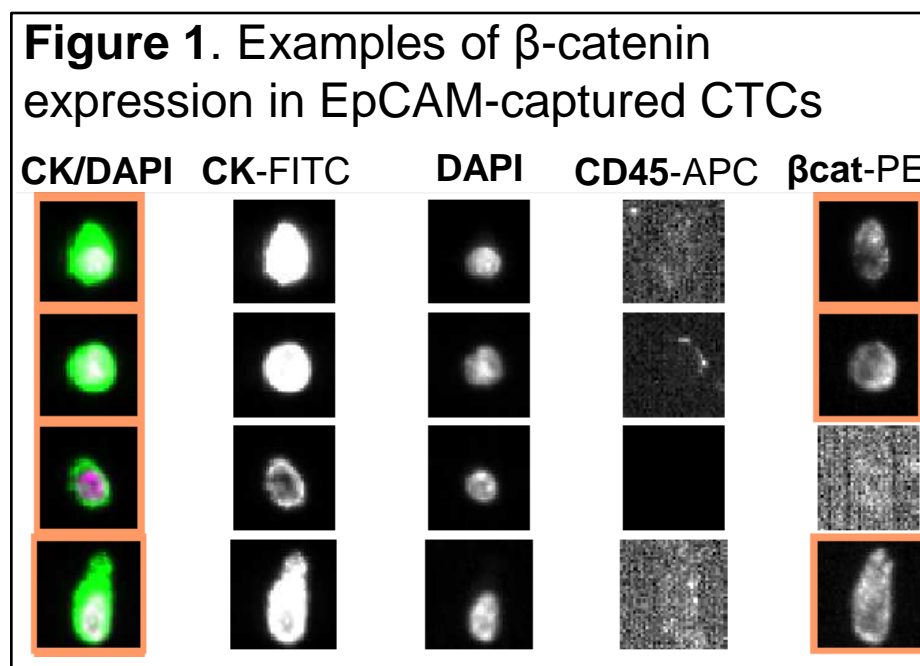 Figure 1. Examples of β-catenin
expression in EpCAM-captured CTCs
CK/DAPI CK-FITC DAPI CD45-APC βcat-PE